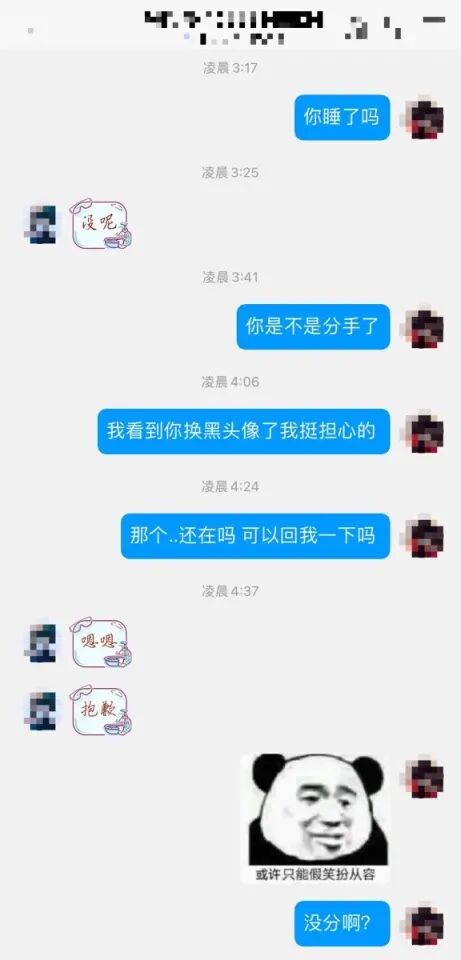 凌晨 3:17
你睡了吗
凌晨 3:25
没呢
凌晨 3:41
你是不是分手了
凌晨 4:06
我看到你换黑头像了我挺担心的
凌晨 4:24
那个..还在吗 可以回我一下吗
凌晨 4:37
嗯嗯
抱歉
或许只能假笑扮从容
没分啊?